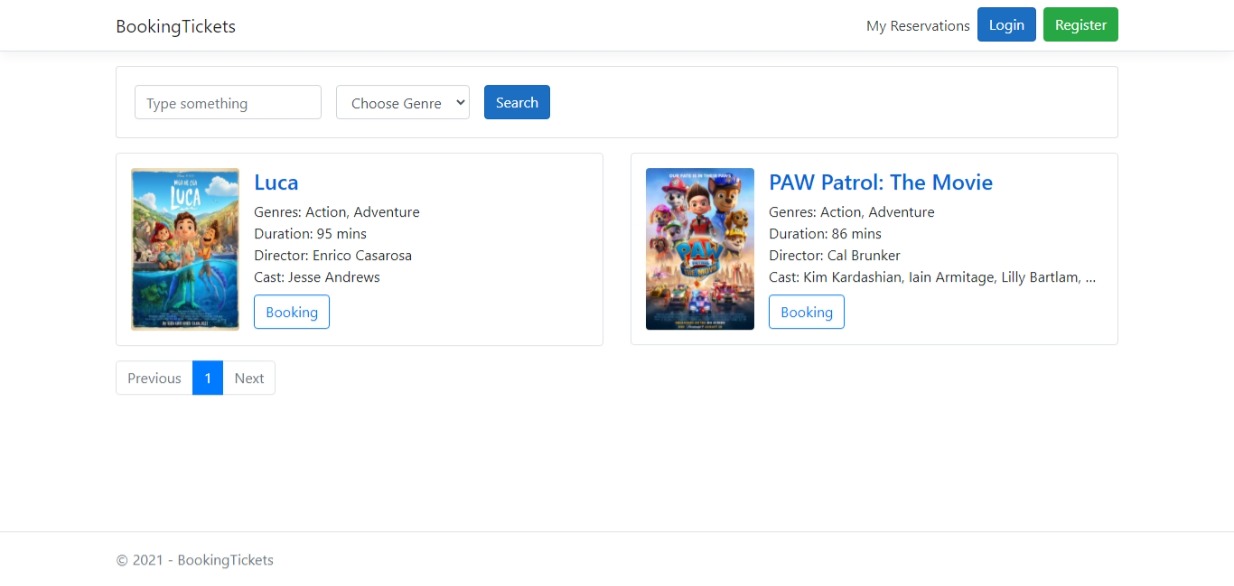 BookingTickets
My Reservations
Login
Register
Type something
Choose Genre
Search
LUCA
Luca
Genres: Action, Adventure
Duration: 95 mins
Director: Enrico Casarosa
Cast: Jesse Andrews
Booking
PAW
PAW Patrol: The Movie
Genres: Action, Adventure
Duration: 86 mins
Director: Cal Brunker
Cast: Kim Kardashian, Iain Armitage, Lilly Bartlam, ...
Booking
Previous
1
Next
© 2021 - BookingTickets